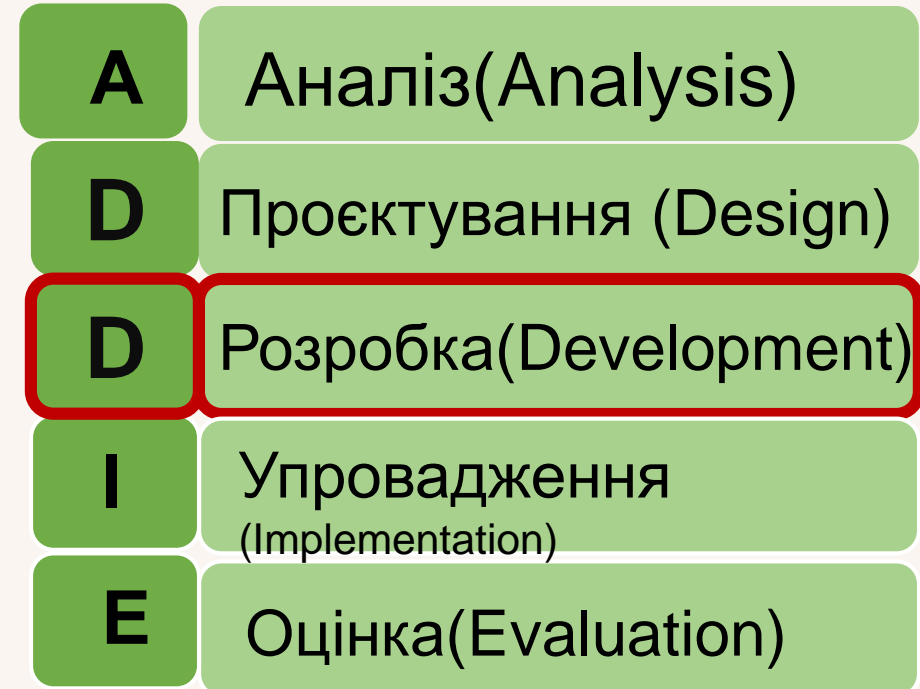 A Аналіз(Analysis)
D Проєктування (Design)
D Розробка(Development)
I Упровадження
(Implementation)
E Оцінка(Evaluation)